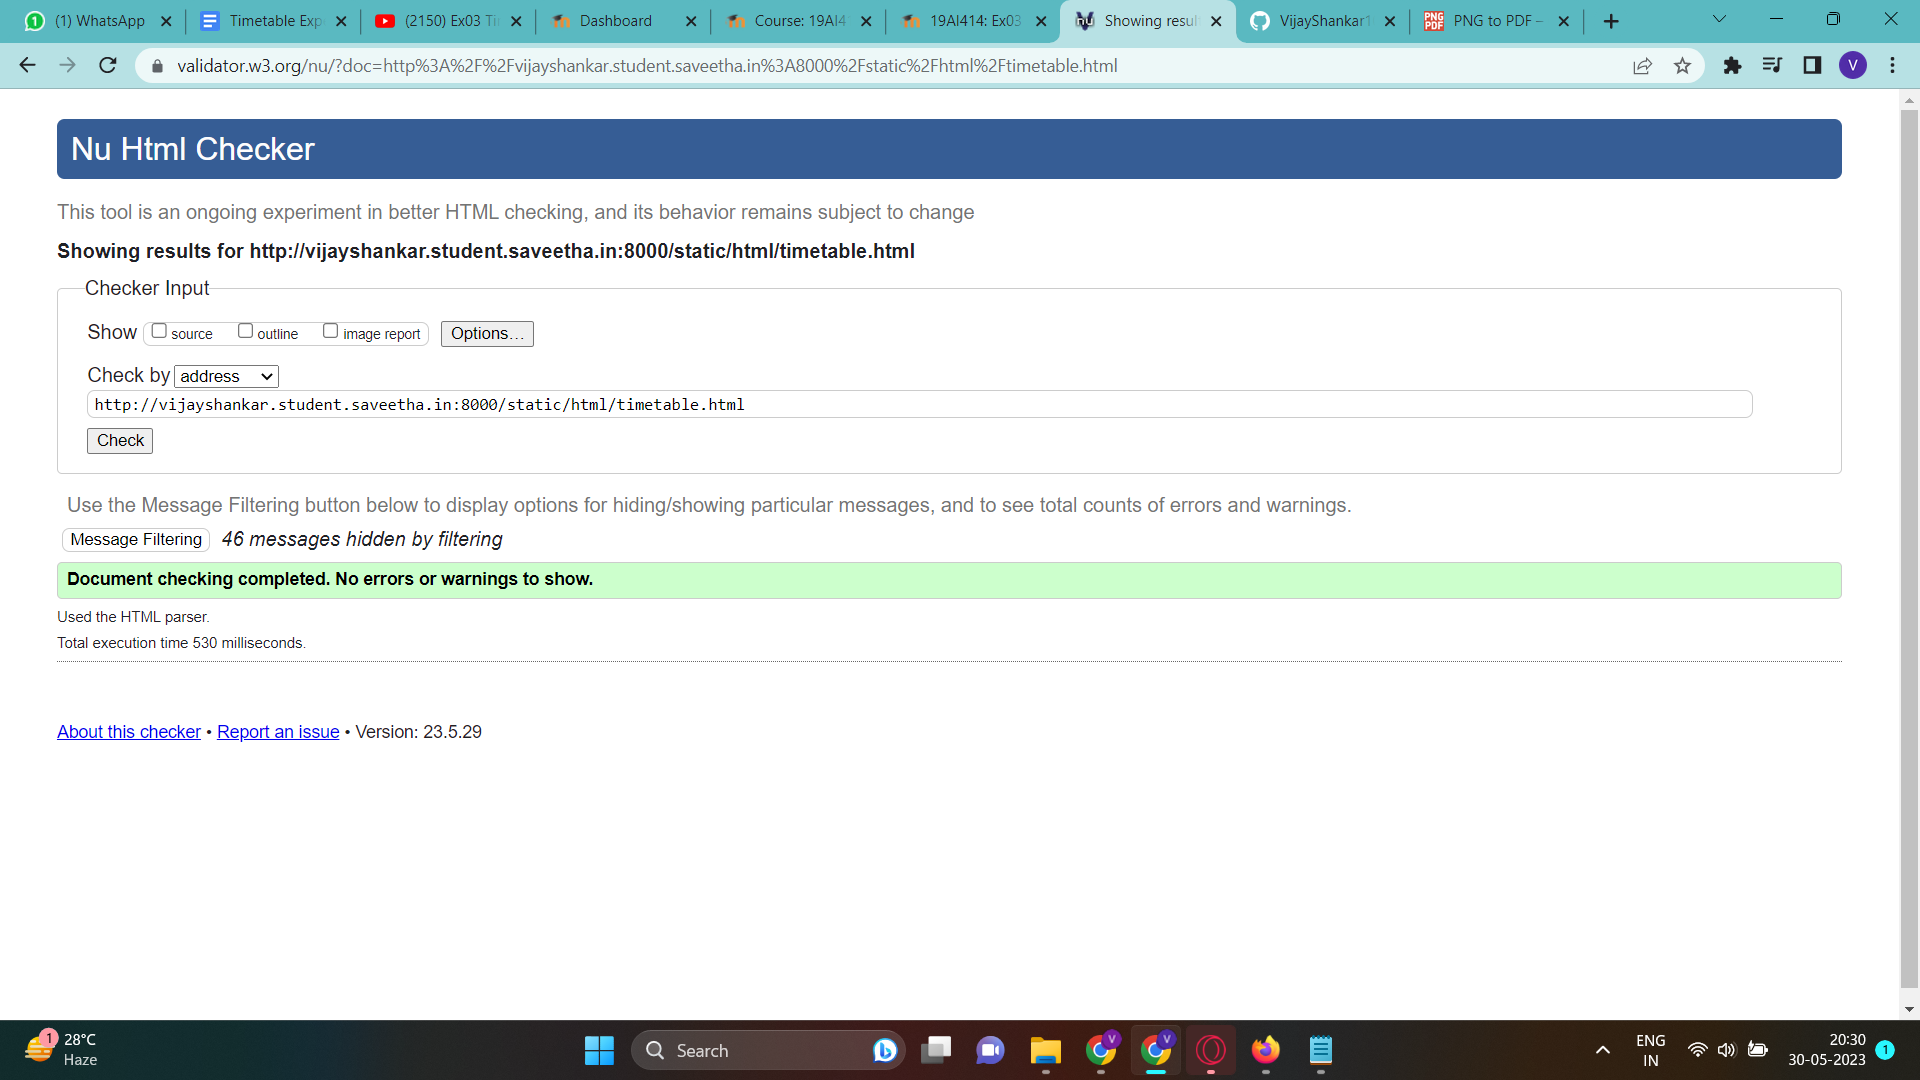 (1) WhatsApp
Timetable Exp
(2150) Ex03 Ti
Dashboard
Course: 19AI4
19AI414: Ex03
Showing resul
VijayShankar1
PNG to PDF –
validator.w3.org/nu/?doc=http%3A%2F%2Fvijayshankar.student.saveetha.in%3A8000%2Fstatic%2Fhtml%2Ftimetable.html
V
Nu Html Checker
This tool is an ongoing experiment in better HTML checking, and its behavior remains subject to change
Showing results for http://vijayshankar.student.saveetha.in:8000/static/html/timetable.html
Checker Input
Show source outline image report Options…
Check by address
http://vijayshankar.student.saveetha.in:8000/static/html/timetable.html
Check
Use the Message Filtering button below to display options for hiding/showing particular messages, and to see total counts of errors and warnings.
Message Filtering 46 messages hidden by filtering
Document checking completed. No errors or warnings to show.
Used the HTML parser.
Total execution time 530 milliseconds.
About this checker • Report an issue • Version: 23.5.29
1
28°C
Haze
Search
V
V
ENG
IN
20:30
30-05-2023
1